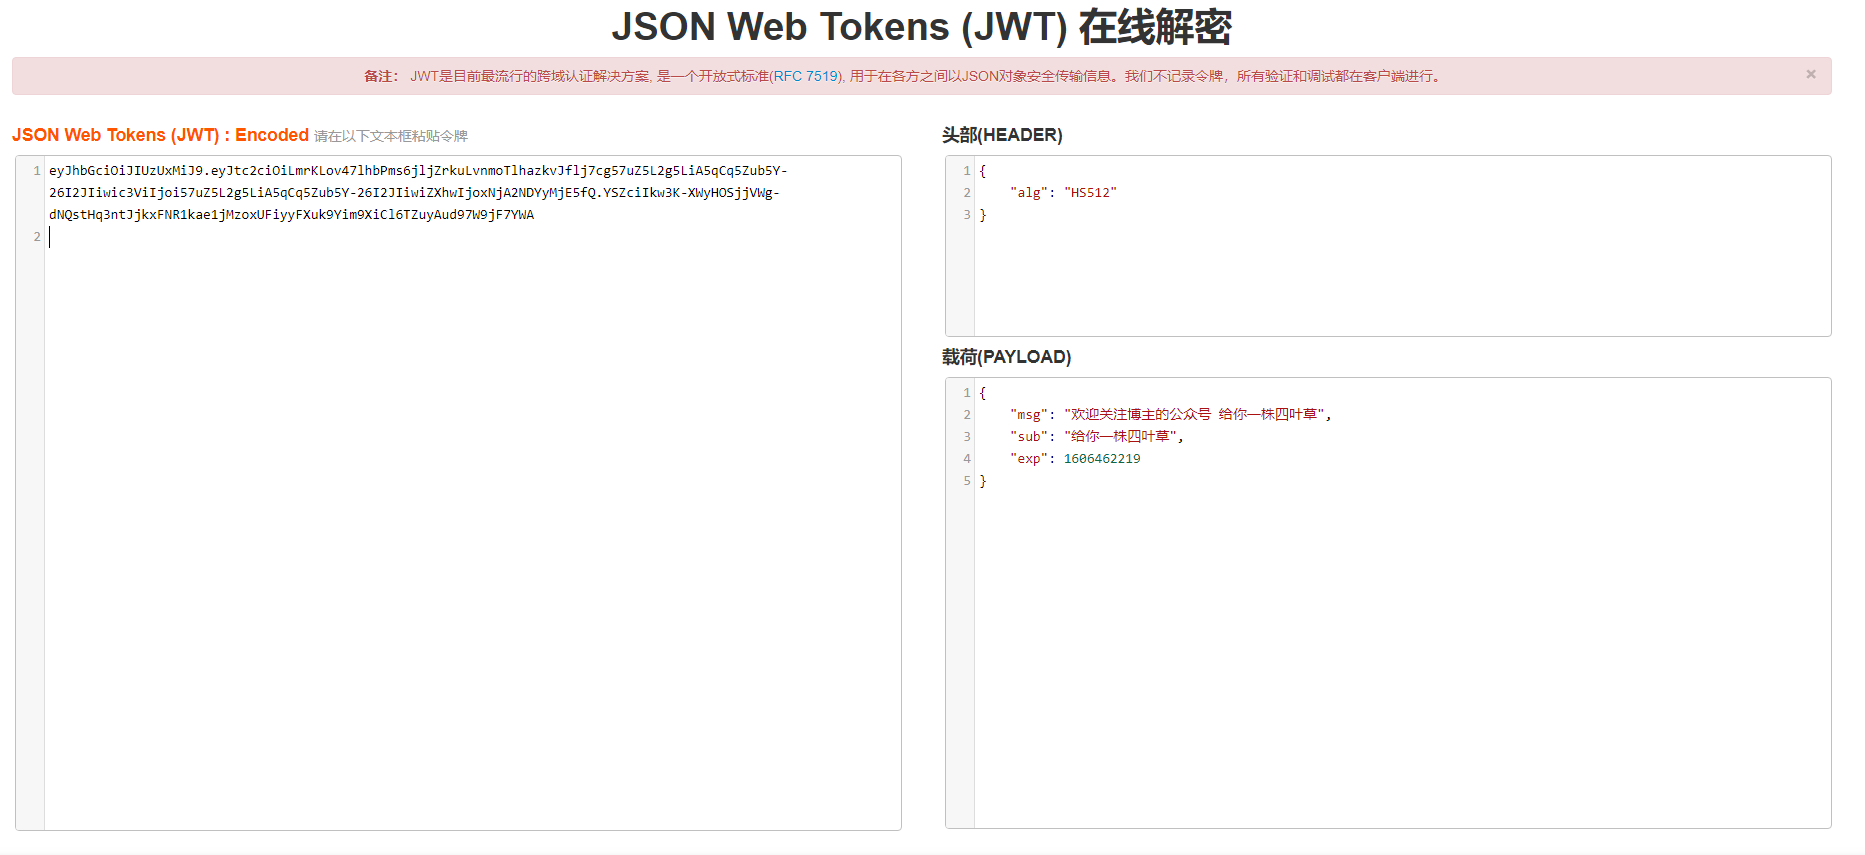 JSON Web Tokens (JWT) 在线解密
备注： JWT是目前最流行的跨域认证解决方案, 是一个开放式标准(RFC 7519), 用于在各方之间以JSON对象安全传输信息。我们不记录令牌，所有验证和调试都在客户端进行。 ×
JSON Web Tokens (JWT) : Encoded 请在以下文本框粘贴令牌
1 eyJhbGciOiJIUzUxMiJ9.eyJtc2ciOiLmrKLov47lhbPms6jljZrkuLvnmoTlhazkvJflj7cg57uZ5L2g5LiA5qCq5Zub5Y-
26I2JIiwic3ViIjoi57uZ5L2g5LiA5qCq5Zub5Y-26I2JIiwiZXhwIjoxNjA2NDYyMjE5fQ.YSZciIkw3K-XWyHOSjjVWg-
dNQstHq3ntJjkxFNR1kae1jMzoxUFiyyFXuk9Yim9XiCl6TZuyAud97W9jF7YWA
2
头部(HEADER)
1 {
2 "alg": "HS512"
3 }
载荷(PAYLOAD)
1 {
2 "msg": "欢迎关注博主的公众号 给你一株四叶草",
3 "sub": "给你一株四叶草",
4 "exp": 1606462219
5 }